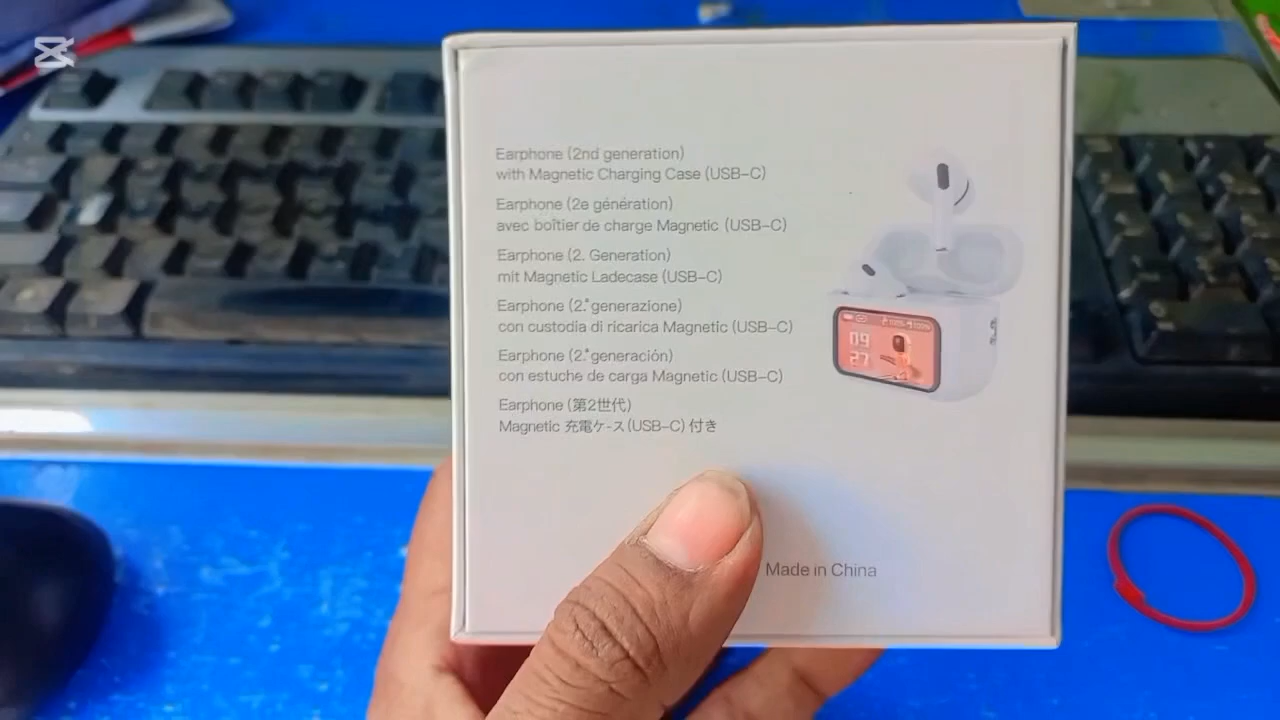 Earphone (2nd generation)
with Magnetic Charging Case (USB-C)
Earphone (2e génération)
avec boîtier de charge Magnetic (USB-C)
Earphone (2. Generation)
mit Magnetic Ladecase (USB-C)
Earphone (2.ª generazione)
con custodia di ricarica Magnetic (USB-C)
Earphone (2.ª generación)
con estuche de carga Magnetic (USB-C)
Earphone (第2世代)
Magnetic 充電ケ-ス(USB-C) 付き
09
27
Made in China